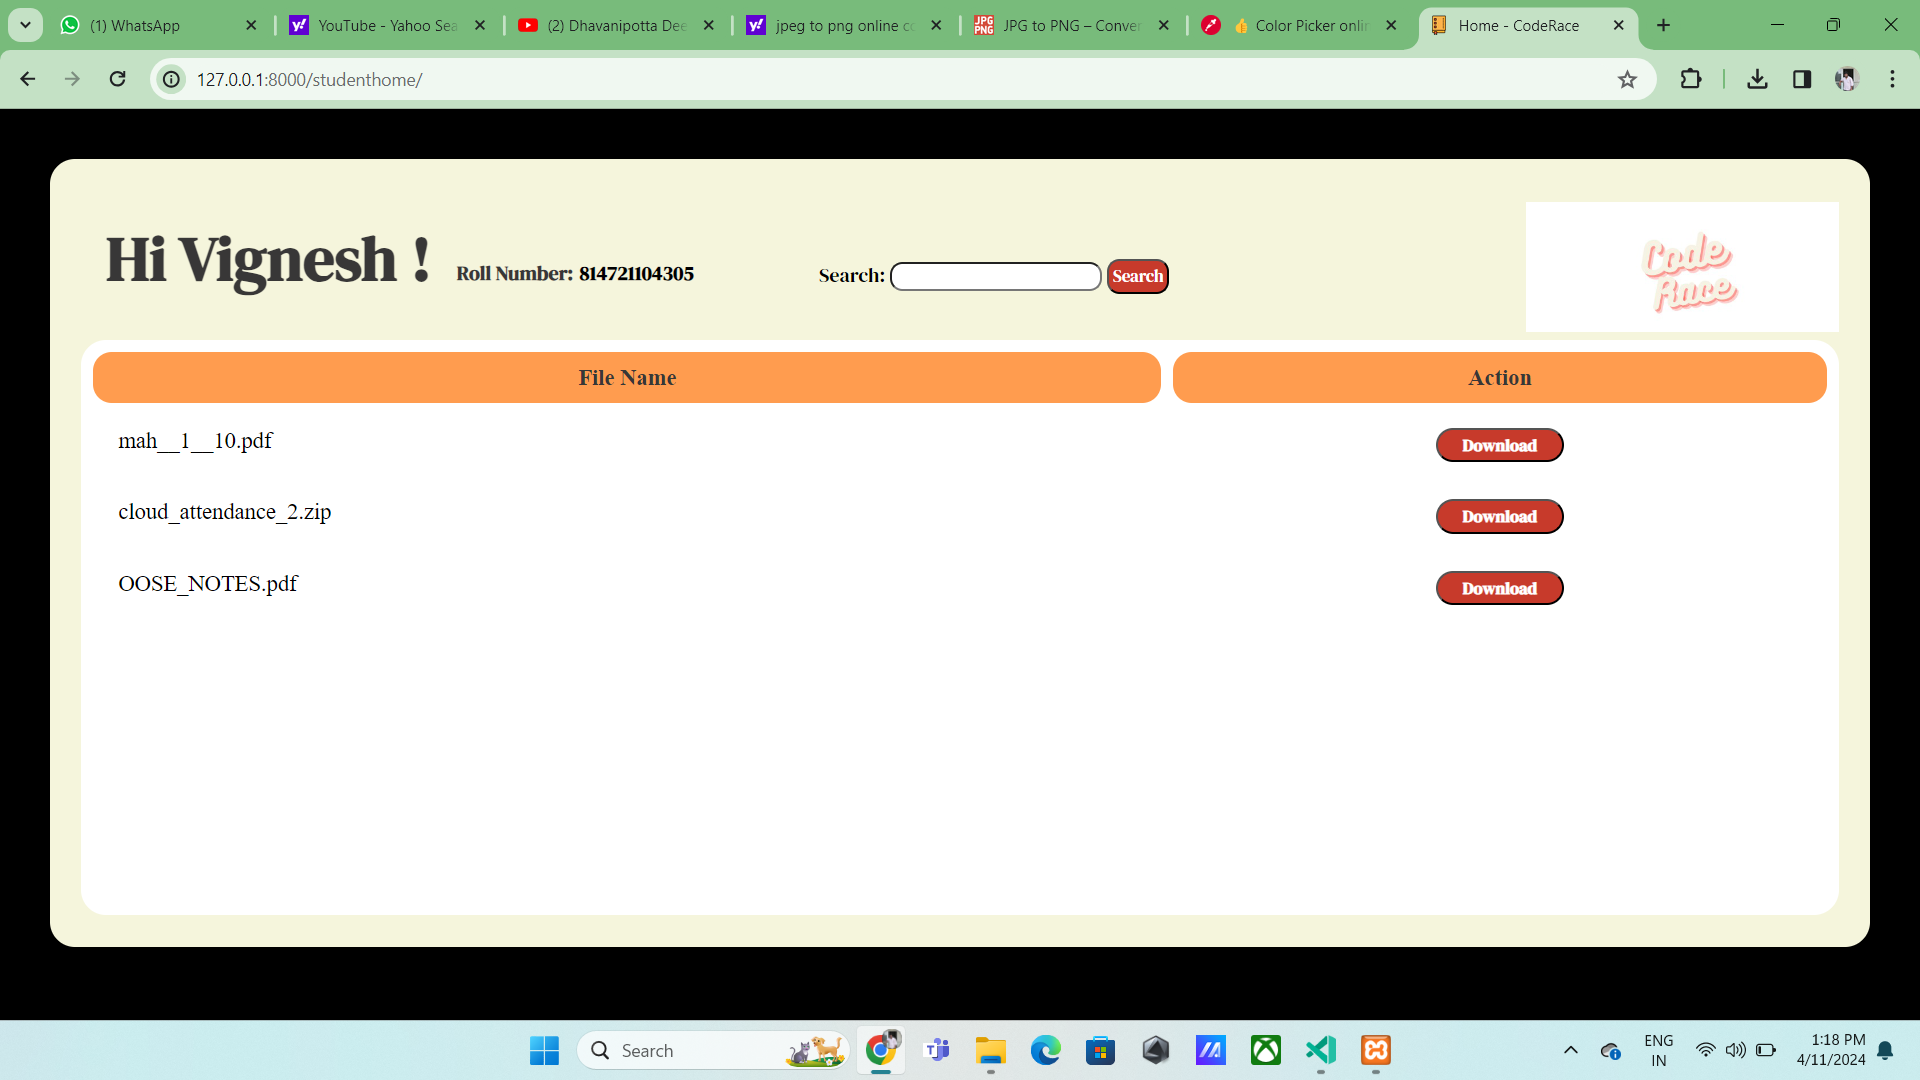 (1) WhatsApp
YouTube - Yahoo Sea
(2) Dhavanipotta Dee
jpeg to png online co
JPG to PNG – Conver
👍 Color Picker onlin
Home - CodeRace
127.0.0.1:8000/studenthome/
Hi Vignesh !
Roll Number: 814721104305
Search:
Search
Code
Race
File Name
Action
mah__1__10.pdf
Download
cloud_attendance_2.zip
Download
OOSE_NOTES.pdf
Download
Search
ENG
IN
1:18 PM
4/11/2024